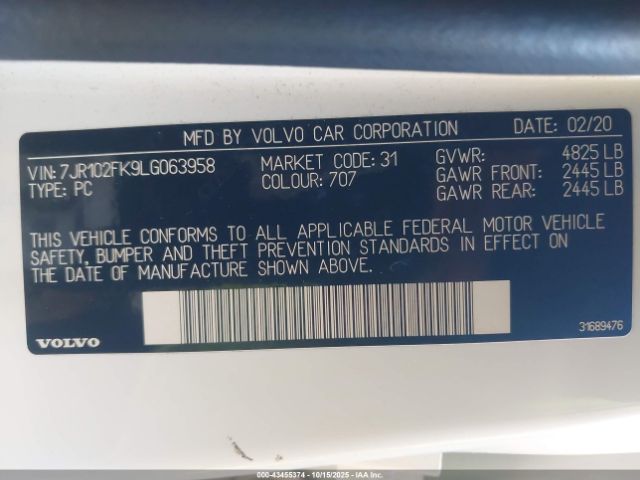 MFD BY VOLVO CAR CORPORATION DATE: 02/20
VIN: 7JR102FK9LG063958 MARKET CODE: 31 GVWR: 4825 LB
TYPE: PC COLOUR: 707 GAWR FRONT: 2445 LB
GAWR REAR: 2445 LB
THIS VEHICLE CONFORMS TO ALL APPLICABLE FEDERAL MOTOR VEHICLE
SAFETY, BUMPER AND THEFT PREVENTION STANDARDS IN EFFECT ON
THE DATE OF MANUFACTURE SHOWN ABOVE.
VOLVO
31689476
000-43455374 | 10/15/2025 | IAA Inc.